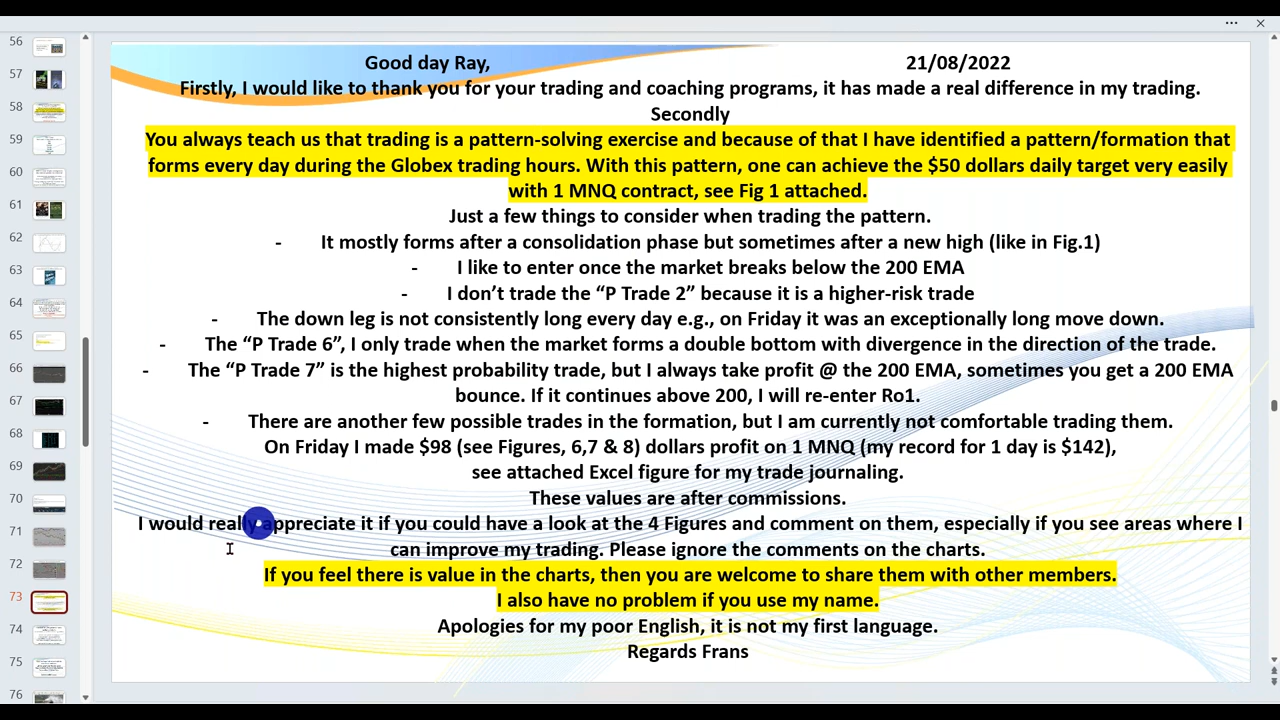 Good day Ray, 21/08/2022
Firstly, I would like to thank you for your trading and coaching programs, it has made a real difference in my trading.
Secondly
You always teach us that trading is a pattern-solving exercise and because of that I have identified a pattern/formation that
forms every day during the Globex trading hours. With this pattern, one can achieve the $50 dollars daily target very easily
with 1 MNQ contract, see Fig 1 attached.
Just a few things to consider when trading the pattern.
- It mostly forms after a consolidation phase but sometimes after a new high (like in Fig.1)
- I like to enter once the market breaks below the 200 EMA
- I don’t trade the “P Trade 2” because it is a higher-risk trade
- The down leg is not consistently long every day e.g., on Friday it was an exceptionally long move down.
- The “P Trade 6”, I only trade when the market forms a double bottom with divergence in the direction of the trade.
- The “P Trade 7” is the highest probability trade, but I always take profit @ the 200 EMA, sometimes you get a 200 EMA
bounce. If it continues above 200, I will re-enter Ro1.
- There are another few possible trades in the formation, but I am currently not comfortable trading them.
On Friday I made $98 (see Figures, 6,7 & 8) dollars profit on 1 MNQ (my record for 1 day is $142),
see attached Excel figure for my trade journaling.
These values are after commissions.
I would really appreciate it if you could have a look at the 4 Figures and comment on them, especially if you see areas where I
can improve my trading. Please ignore the comments on the charts.
If you feel there is value in the charts, then you are welcome to share them with other members.
I also have no problem if you use my name.
Apologies for my poor English, it is not my first language.
Regards Frans
56
57
58
59
60
61
62
63
64
65
66
67
68
69
70
71
72
73
74
75
76